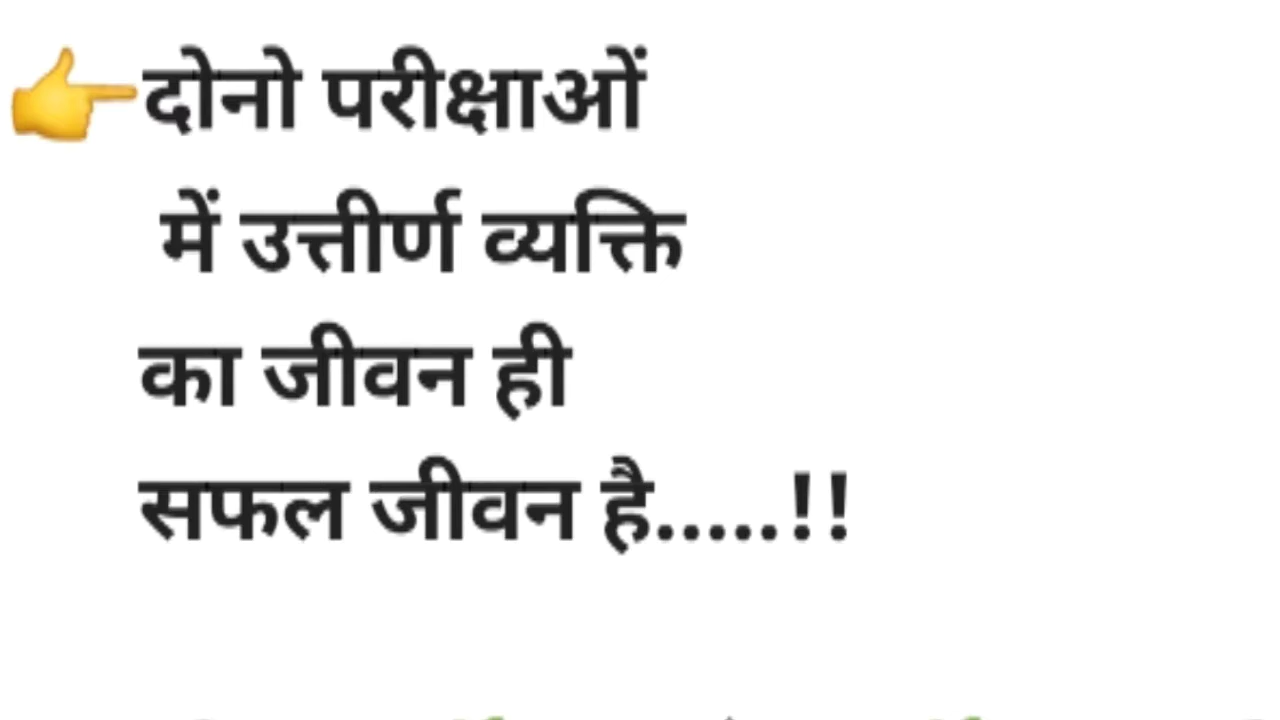 👉दोनो परीक्षाओं
में उत्तीर्ण व्यक्ति
का जीवन ही
सफल जीवन है.....!!